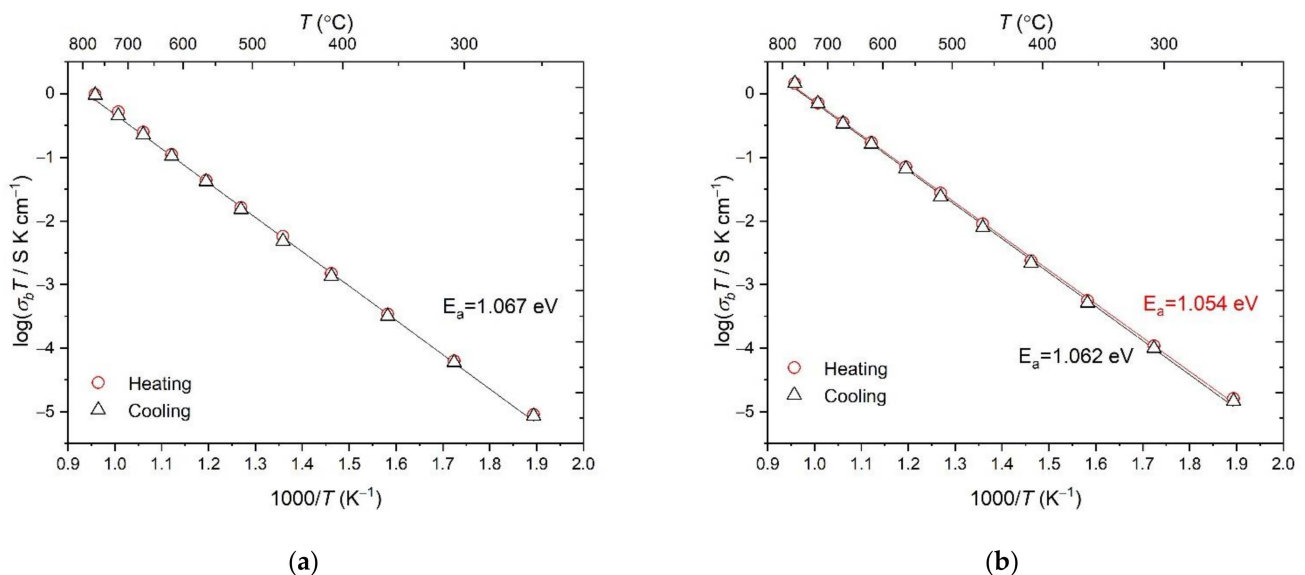 T (°C)
800 700 600 500 400 300
0
−1
−2
−3
−4
−5
log(σbT / S K cm⁻¹)
Eₐ=1.067 eV
Heating
Cooling
0.9 1.0 1.1 1.2 1.3 1.4 1.5 1.6 1.7 1.8 1.9 2.0
1000/T (K⁻¹)
(a)
T (°C)
800 700 600 500 400 300
0
−1
−2
−3
−4
−5
log(σbT / S K cm⁻¹)
Eₐ=1.054 eV
Eₐ=1.062 eV
Heating
Cooling
0.9 1.0 1.1 1.2 1.3 1.4 1.5 1.6 1.7 1.8 1.9 2.0
1000/T (K⁻¹)
(b)